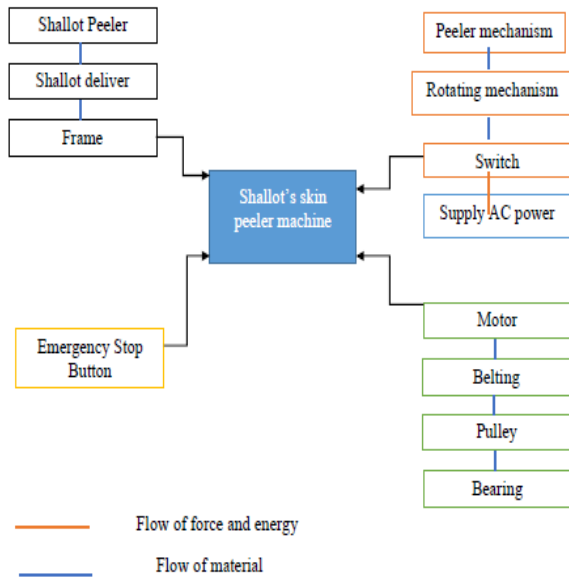 Shallot Peeler
Shallot deliver
Frame
Peeler mechanism
Rotating mechanism
Switch
Supply AC power
Shallot's skin
peeler machine
Emergency Stop
Button
Motor
Belting
Pulley
Bearing
Flow of force and energy
Flow of material